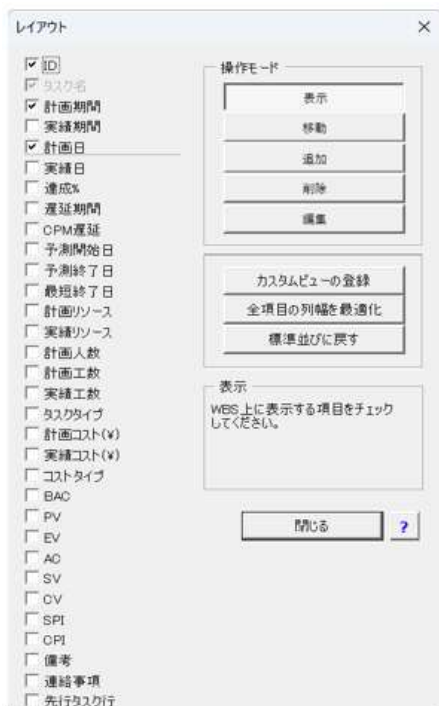 レイアウト
ID
タスク名
計画期間
実績期間
計画日
実績日
達成%
遅延期間
CPM遅延
予測開始日
予測終了日
最短終了日
計画リソース
実績リソース
計画人数
計画工数
実績工数
タスクタイプ
計画コスト(¥)
実績コスト(¥)
コストタイプ
BAC
PV
EV
AC
SV
CV
SPI
CPI
備考
連絡事項
先行タスク行
操作モード
表示
移動
追加
削除
編集
カスタムビューの登録
全項目の列幅を最適化
標準並びに戻す
表示
WBS上に表示する項目をチェック
してください。
閉じる
?